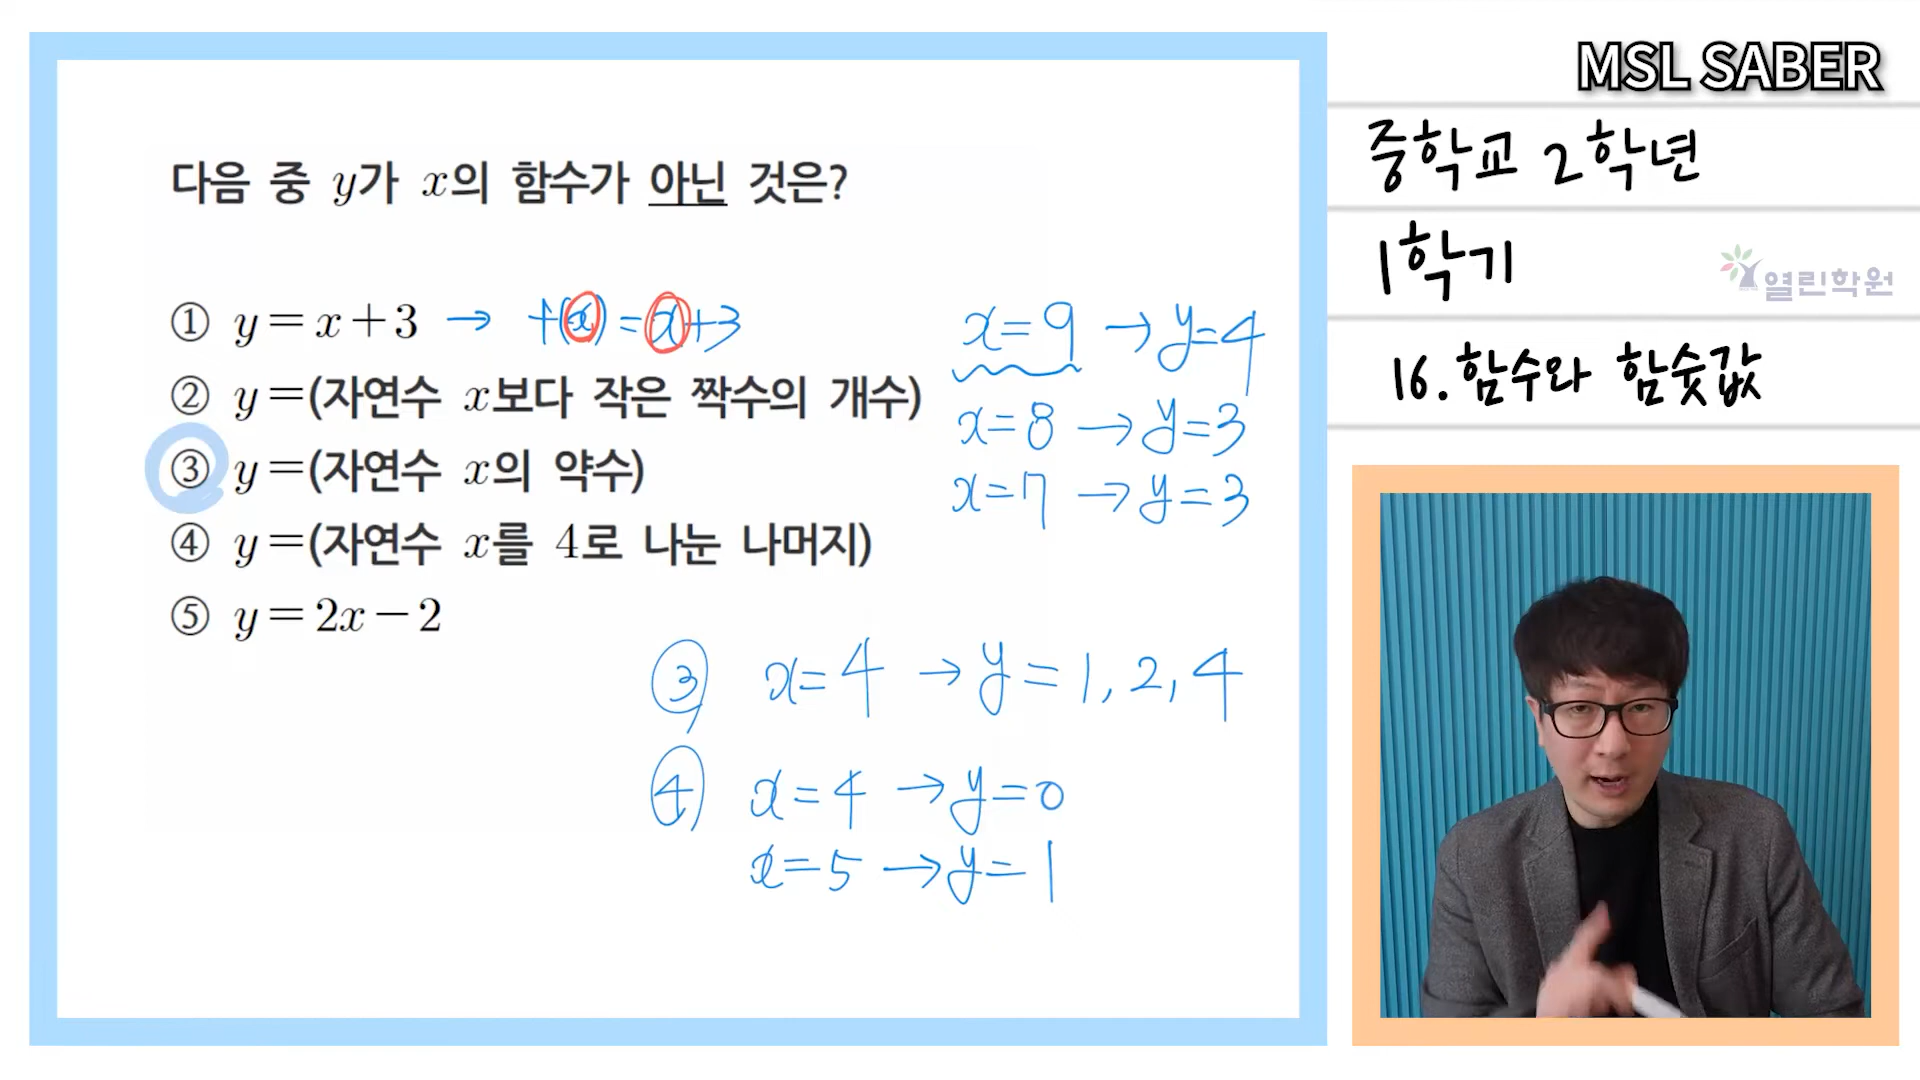 다음 중 y가 x의 함수가 아닌 것은?
① y=x+3 → f(x)=x+3
② y=(자연수 x보다 작은 짝수의 개수)
③ y=(자연수 x의 약수)
④ y=(자연수 x를 4로 나눈 나머지)
⑤ y=2x-2
x=9 → y=4
x=8 → y=3
x=7 → y=3
③ x=4 → y=1, 2, 4
④ x=4 → y=0
x=5 → y=1
MSL SABER
중학교 2학년
1학기
열린학원
16. 함수와 함숫값